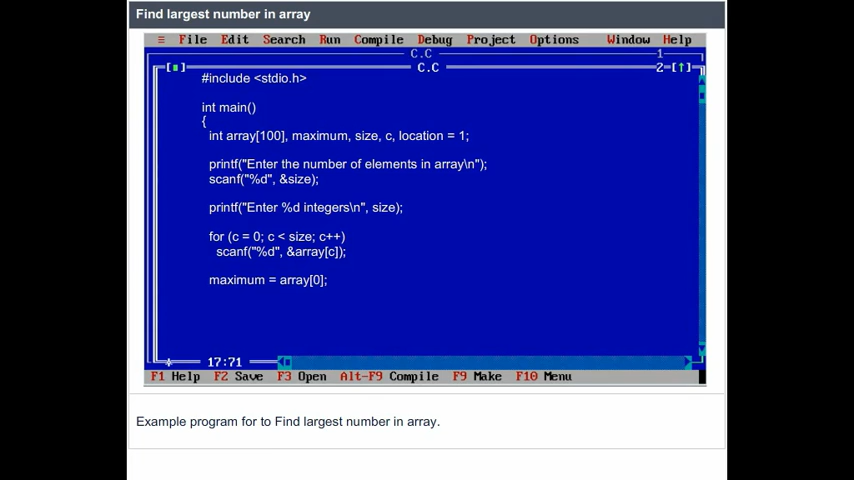 Find largest number in array
≡ File Edit Search Run Compile Debug Project Options Window Help
C.C 1
[■] C.C 2=[↑]
#include <stdio.h>
int main()
{
int array[100], maximum, size, c, location = 1;
printf("Enter the number of elements in array\n");
scanf("%d", &size);
printf("Enter %d integers\n", size);
for (c = 0; c < size; c++)
scanf("%d", &array[c]);
maximum = array[0];
17:71
F1 Help F2 Save F3 Open Alt-F9 Compile F9 Make F10 Menu
Example program for to Find largest number in array.